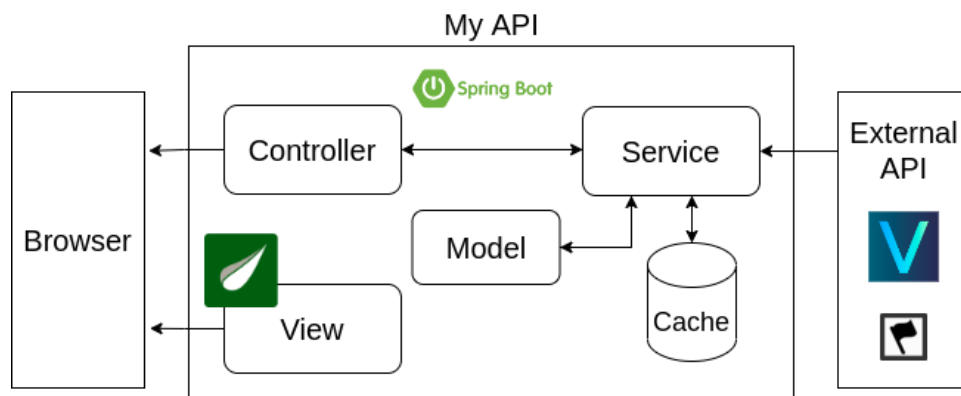 My API
Spring Boot
Controller
Service
External
API
Browser
Model
View
Cache
V